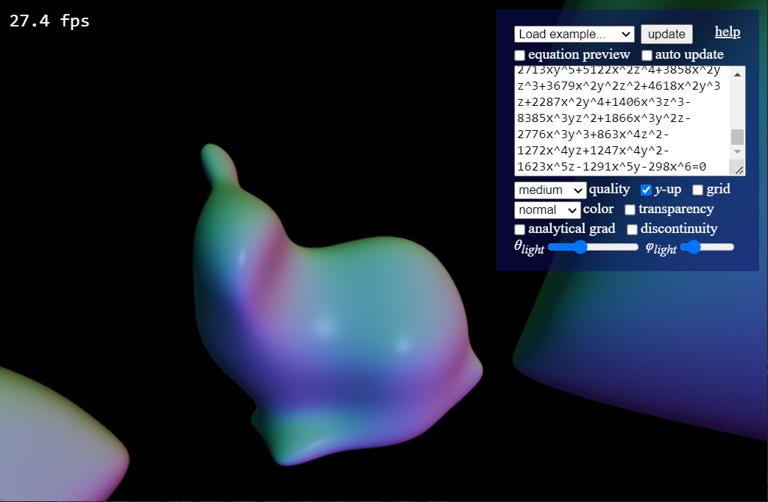 27.4 fps
Load example... update help
equation preview auto update
2713xy^5+5122x^2z^4+3858x^2y
z^3+3679x^2y^2z^2+4618x^2y^3
z+2287x^2y^4+1406x^3z^3-
8385x^3yz^2+1866x^3y^2z-
2776x^3y^3+863x^4z^2-
1272x^4yz+1247x^4y^2-
1623x^5z-1291x^5y-298x^6=0
medium quality y-up grid
normal color transparency
analytical grad discontinuity
θlight φlight